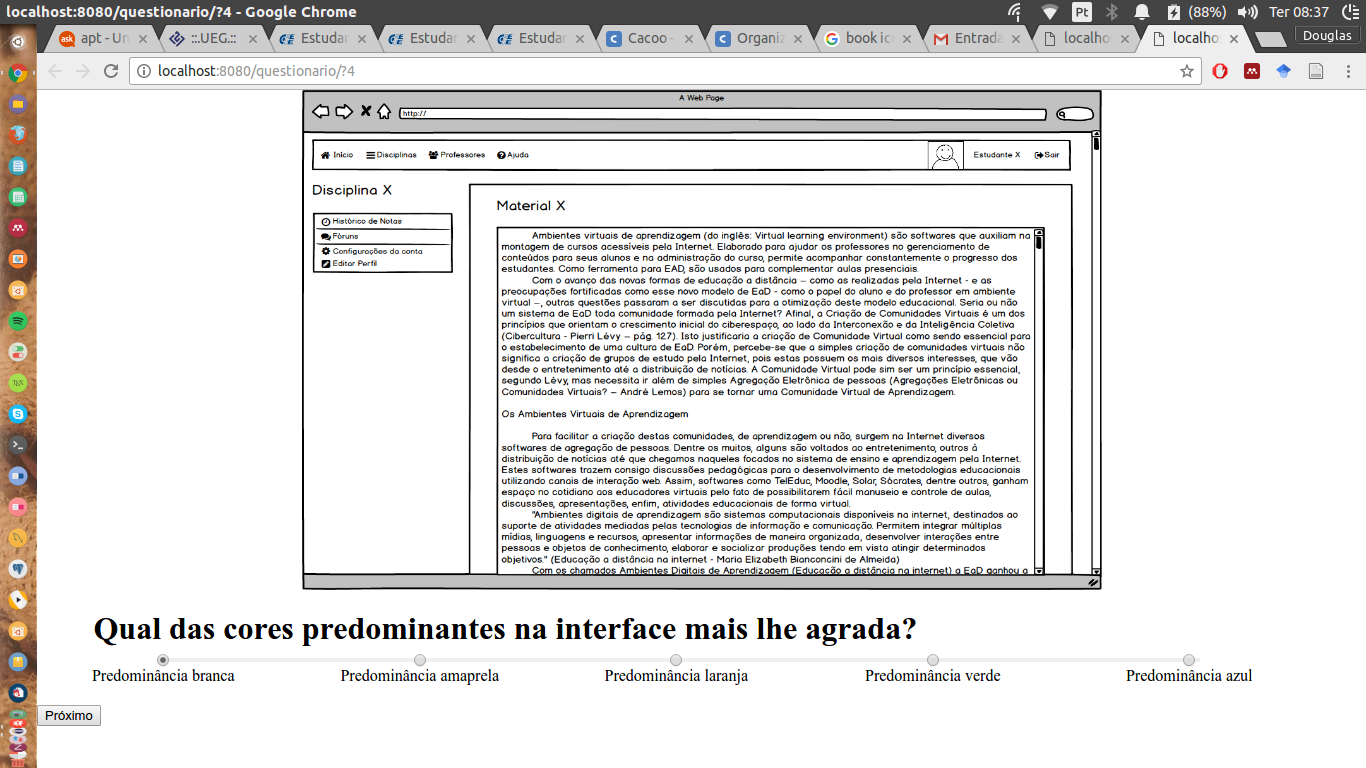 localhost:8080/questionario/?4 - Google Chrome
Pt
(88%)
Ter 08:37
ask
apt - Un
::.UEG.::
Estudar
Estudar
Estudar
Cacoo -
Organiz
book ico
Entrada
localho
localho
Douglas
localhost:8080/questionario/?4
A Web Page
http://
Início
Disciplinas
Professores
Ajuda
Estudante X
Sair
Disciplina X
Histórico de Notas
Fóruns
Configurações da conta
Editar Perfil
Material X
Ambientes virtuais de aprendizagem (do inglês: Virtual learning environment) são softwares que auxiliam na
montagem de cursos acessíveis pela Internet. Elaborado para ajudar os professores no gerenciamento de
conteúdos para seus alunos e na administração do curso, permite acompanhar constantemente o progresso dos
estudantes. Como ferramenta para EAD, são usados para complementar aulas presenciais.
Com o avanço das novas formas de educação a distância – como as realizadas pela Internet - e as
preocupações fortificadas como esse novo modelo de EaD - como o papel do aluno e do professor em ambiente
virtual –, outras questões passaram a ser discutidas para a otimização deste modelo educacional. Seria ou não
um sistema de EaD toda comunidade formada pela Internet? Afinal, a Criação de Comunidades Virtuais é um dos
princípios que orientam o crescimento inicial do ciberespaço, ao lado da Interconexão e da Inteligência Coletiva
(Cibercultura - Pierri Lévy – pág. 127). Isto justificaria a criação de Comunidade Virtual como sendo essencial para
o estabelecimento de uma cultura de EaD. Porém, percebe-se que a simples criação de comunidades virtuais não
significa a criação de grupos de estudo pela Internet, pois estas possuem os mais diversos interesses, que vão
desde o entretenimento até a distribuição de notícias. A Comunidade Virtual pode sim ser um princípio essencial,
segundo Lévy, mas necessita ir além de simples Agregação Eletrônica de pessoas (Agregações Eletrônicas ou
Comunidades Virtuais? – André Lemos) para se tornar uma Comunidade Virtual de Aprendizagem.
Os Ambientes Virtuais de Aprendizagem
Para facilitar a criação destas comunidades, de aprendizagem ou não, surgem na Internet diversos
softwares de agregação de pessoas. Dentre os muitos, alguns são voltados ao entretenimento, outros à
distribuição de notícias até que chegamos naqueles focados no sistema de ensino e aprendizagem pela Internet.
Estes softwares trazem consigo discussões pedagógicas para o desenvolvimento de metodologias educacionais
utilizando canais de interação web. Assim, softwares como TelEduc, Moodle, Solar, Sócrates, dentre outros, ganham
espaço no cotidiano aos educadores virtuais pelo fato de possibilitarem fácil manuseio e controle de aulas,
discussões, apresentações, enfim, atividades educacionais de forma virtual.
"Ambientes digitais de aprendizagem são sistemas computacionais disponíveis na internet, destinados ao
suporte de atividades mediadas pelas tecnologias de informação e comunicação. Permitem integrar múltiplas
mídias, linguagens e recursos, apresentar informações de maneira organizada, desenvolver interações entre
pessoas e objetos de conhecimento, elaborar e socializar produções tendo em vista atingir determinados
objetivos." (Educação a distância na internet - Maria Elizabeth Bianconcini de Almeida)
Com os chamados Ambientes Digitais de Aprendizagem (Educação a distância na internet) a EaD ganhou a
Qual das cores predominantes na interface mais lhe agrada?
Predominância branca
Predominância amaprela
Predominância laranja
Predominância verde
Predominância azul
Próximo